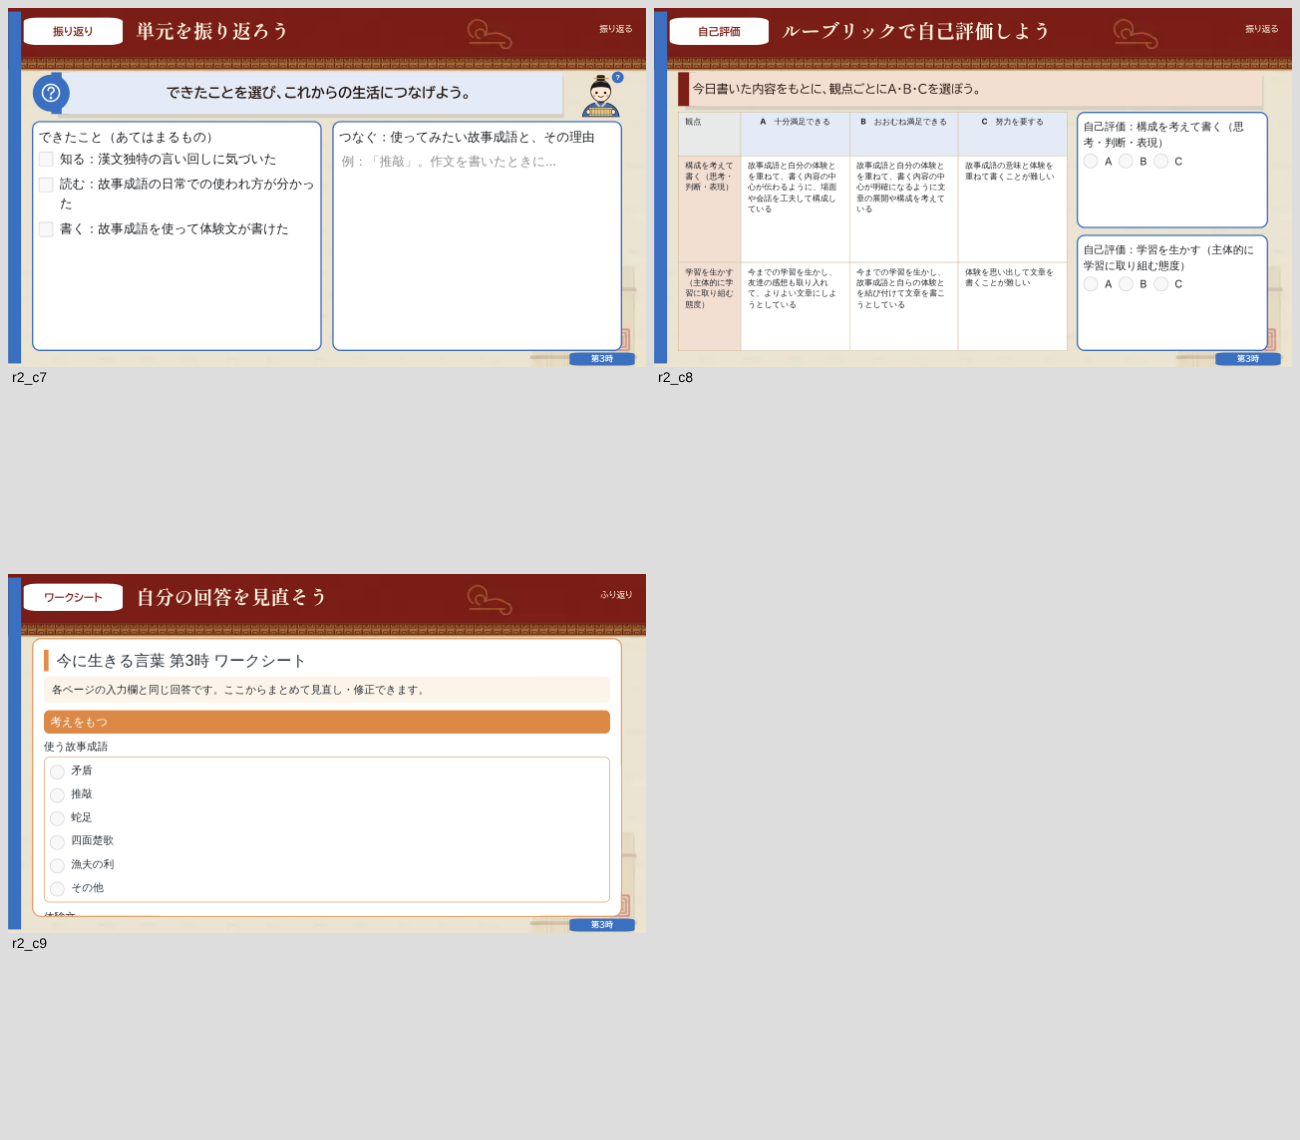 振り返り
単元を振り返ろう
振り返る
?
できたことを選び、これからの生活につなげよう。
?
できたこと（あてはまるもの）
知る：漢文独特の言い回しに気づいた
読む：故事成語の日常での使われ方が分かっ
た
書く：故事成語を使って体験文が書けた
つなぐ：使ってみたい故事成語と、その理由
例：「推敲」。作文を書いたときに...
第3時
r2_c7
自己評価
ルーブリックで自己評価しよう
振り返る
今日書いた内容をもとに、観点ごとにA・B・Cを選ぼう。
観点
A 十分満足できる
B おおむね満足できる
C 努力を要する
構成を考えて
書く（思考・
判断・表現）
故事成語と自分の体験と
を重ねて、書く内容の中
心が伝わるように、場面
や会話を工夫して構成し
ている
故事成語と自分の体験と
を重ねて、書く内容の中
心が明確になるように文
章の展開や構成を考えて
いる
故事成語の意味と体験を
重ねて書くことが難しい
学習を生かす
（主体的に学
習に取り組む
態度）
今までの学習を生かし、
友達の感想も取り入れ
て、よりよい文章にしよ
うとしている
今までの学習を生かし、
故事成語と自らの体験と
を結び付けて文章を書こ
うとしている
体験を思い出して文章を
書くことが難しい
自己評価：構成を考えて書く（思
考・判断・表現）
A B C
自己評価：学習を生かす（主体的に
学習に取り組む態度）
A B C
第3時
r2_c8
ワークシート
自分の回答を見直そう
ふり返り
今に生きる言葉 第3時 ワークシート
各ページの入力欄と同じ回答です。ここからまとめて見直し・修正できます。
考えをもつ
使う故事成語
矛盾
推敲
蛇足
四面楚歌
漁夫の利
その他
第3時
r2_c9